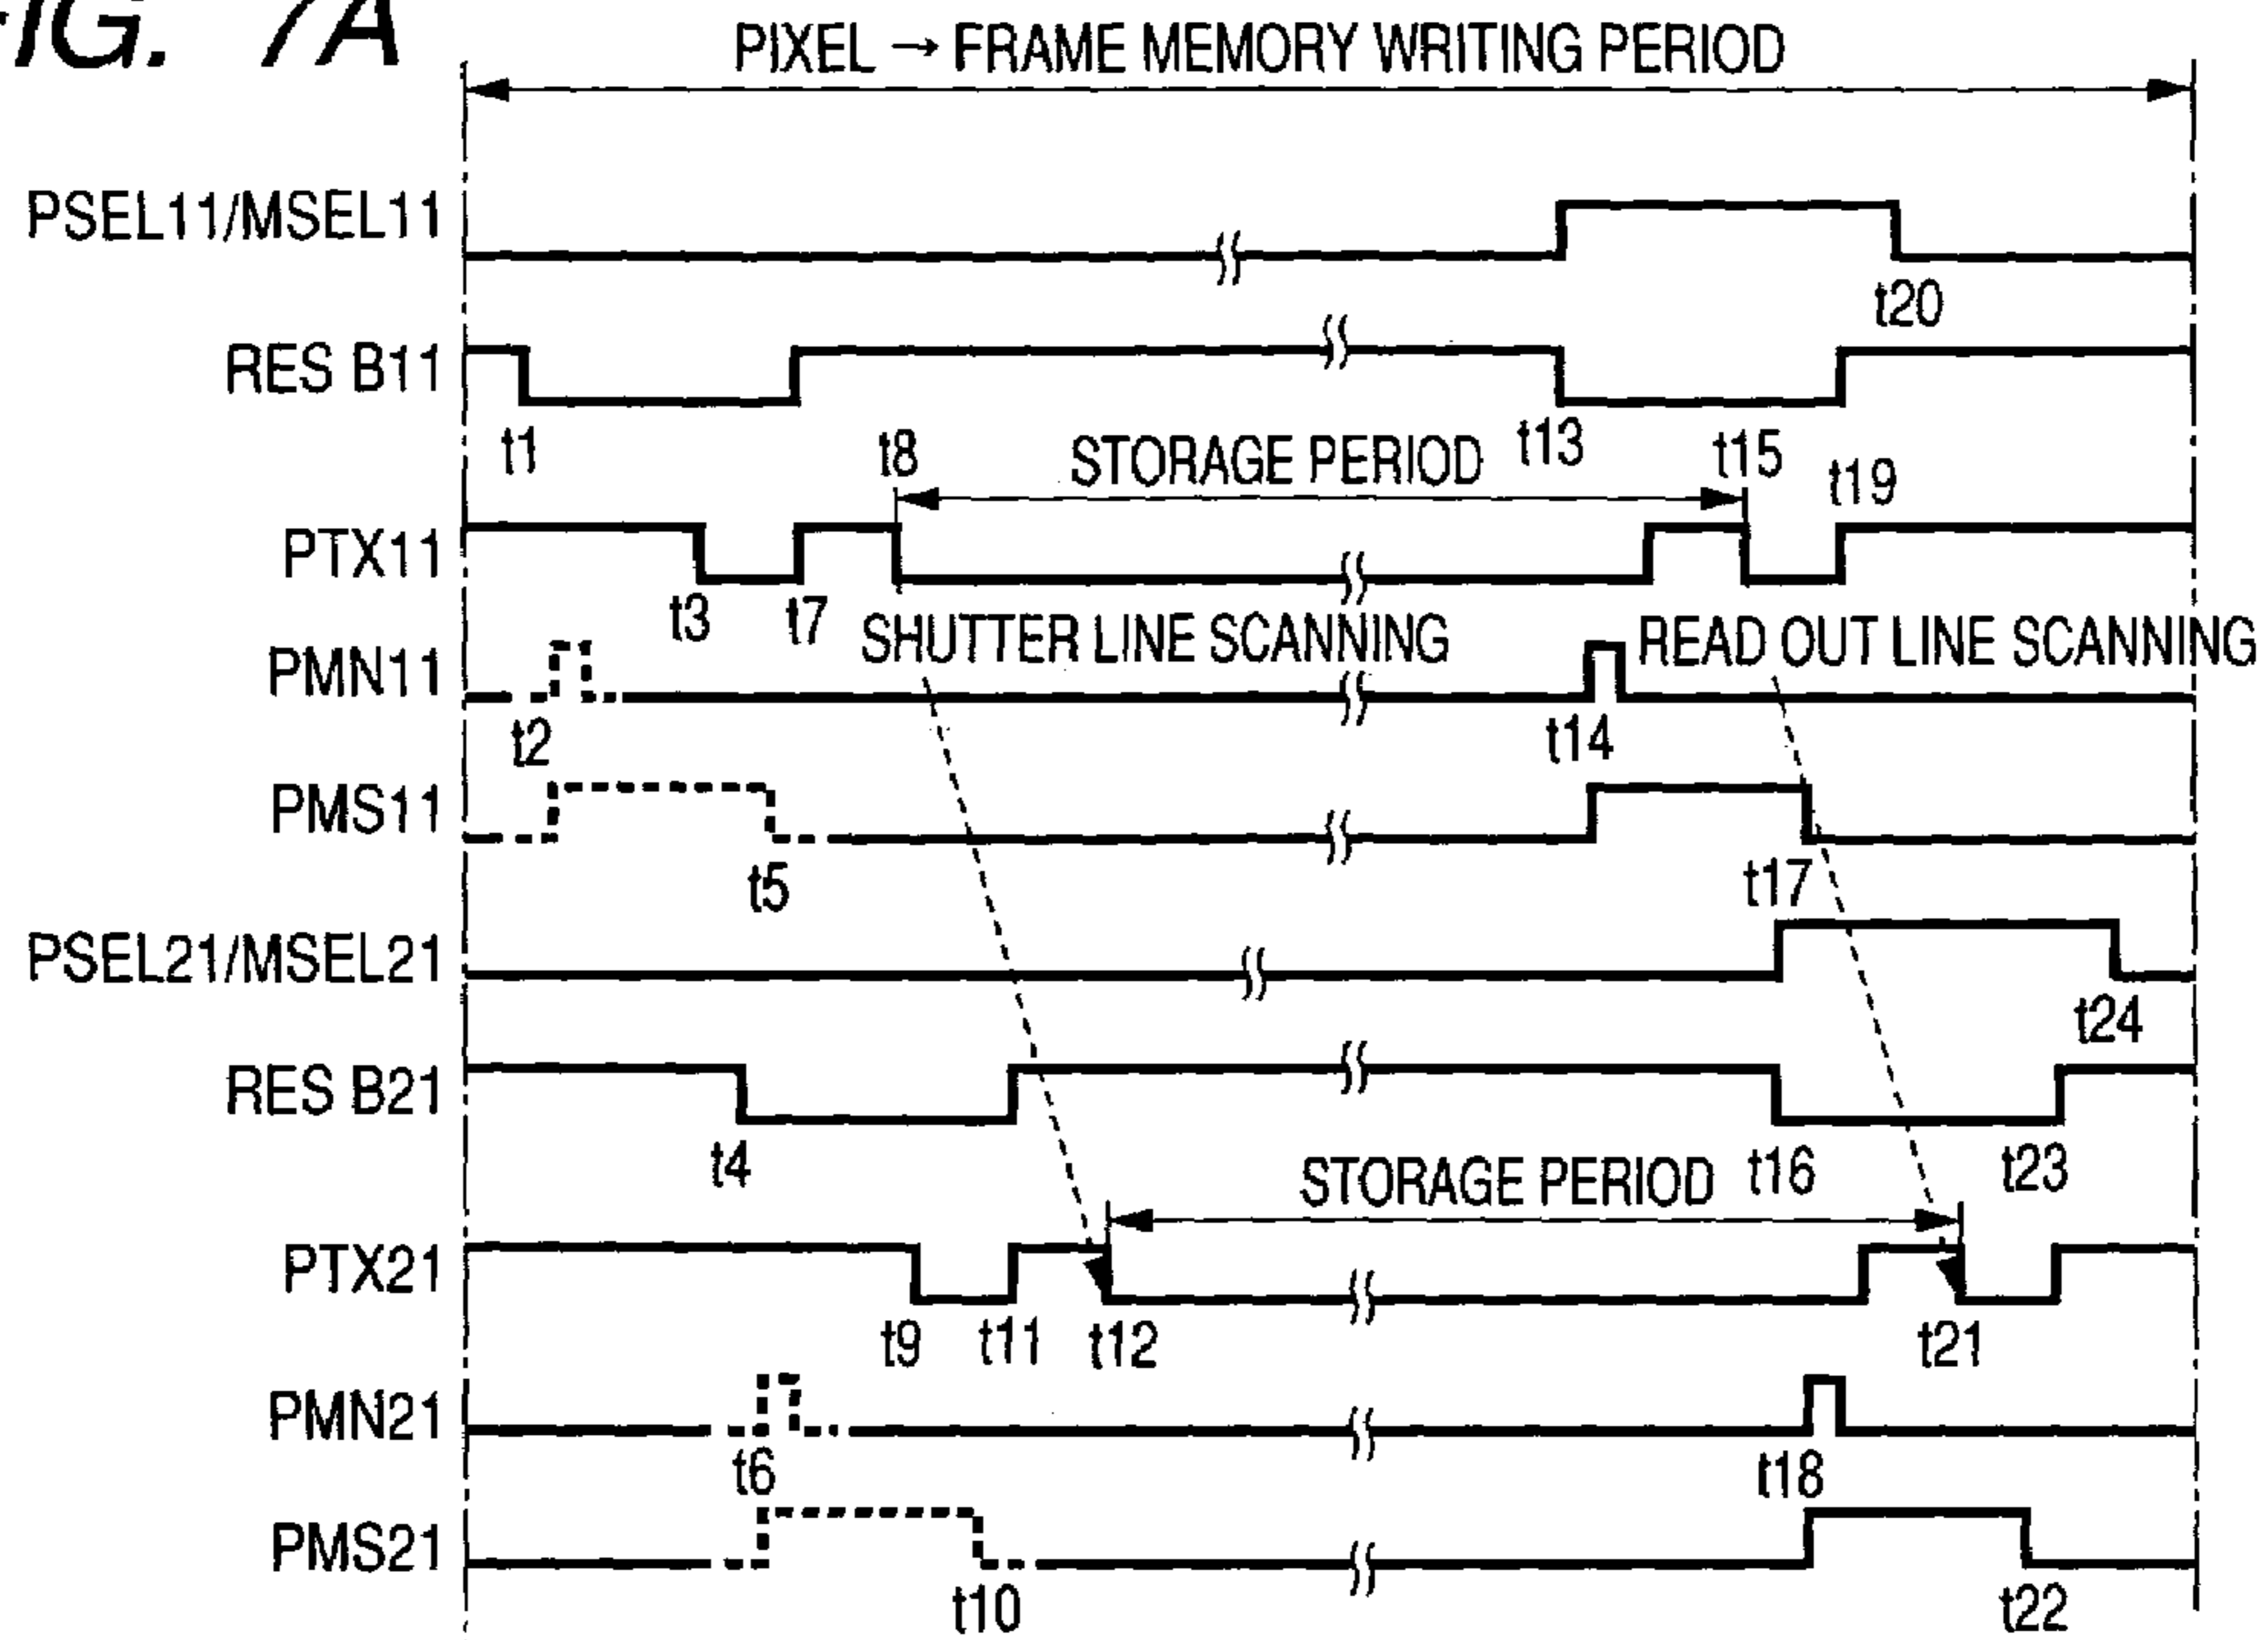 FIG. 7A
PIXEL → FRAME MEMORY WRITING PERIOD
PSEL11/MSEL11
t20
RES B11
t1
t8
STORAGE PERIOD
t13
t15
t19
PTX11
t3
t7
SHUTTER LINE SCANNING
READ OUT LINE SCANNING
PMN11
t2
t14
PMS11
t5
t17
PSEL21/MSEL21
t24
RES B21
t4
STORAGE PERIOD
t16
t23
PTX21
t9
t11
t12
t21
PMN21
t6
t18
PMS21
t10
t22